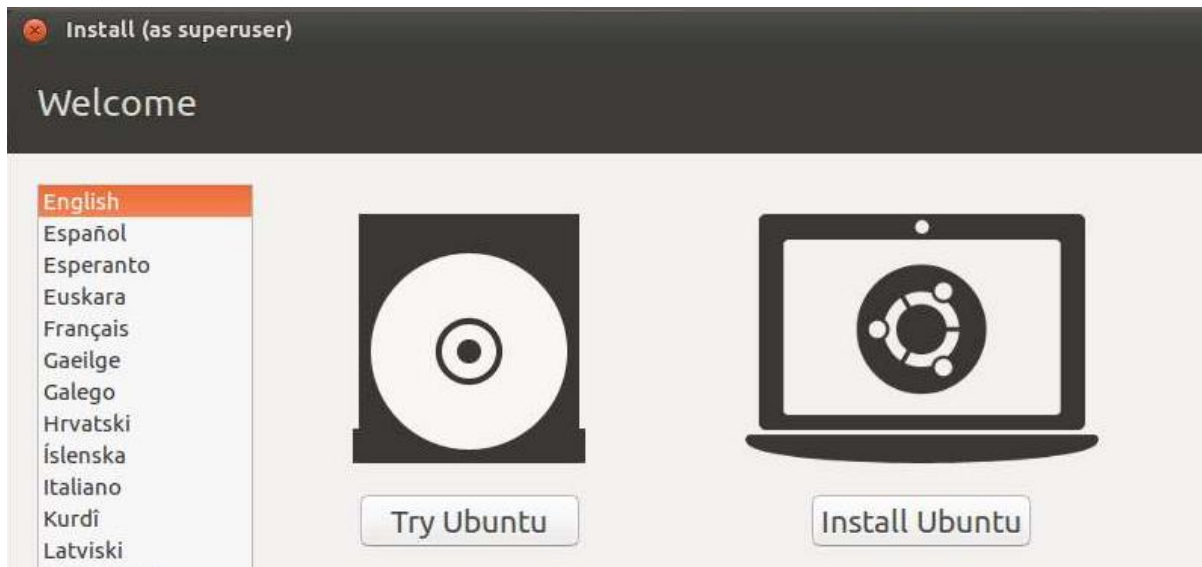 Install (as superuser)
Welcome
English
Español
Esperanto
Euskara
Français
Gaeilge
Galego
Hrvatski
Íslenska
Italiano
Kurdî
Latviski
Try Ubuntu
Install Ubuntu